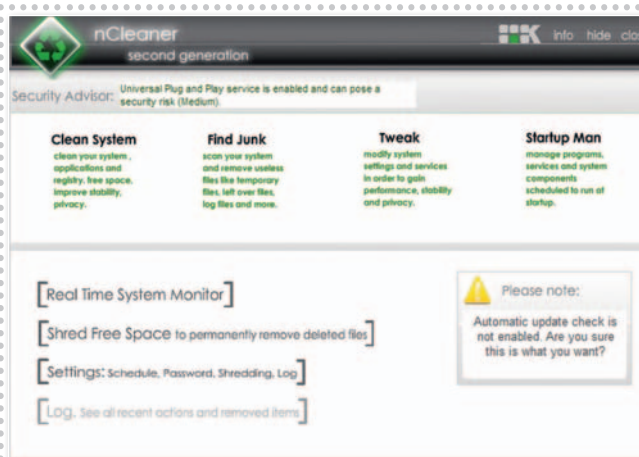 nCleaner
second generation
info hide clo
Security Advisor: Universal Plug and Play service is enabled and can pose a
security risk (Medium).
Clean System
clean your system,
applications and
registry, free space,
improve stability,
privacy.
Find Junk
scan your system
and remove useless
files like temporary
files, left over files,
log files and more.
Tweak
modify system
settings and services
in order to gain
performance, stability
and privacy.
Startup Man
manage programs,
services and system
components
scheduled to run at
startup.
[Real Time System Monitor]
[Shred Free Space to permanently remove deleted files]
[Settings: Schedule, Password, Shredding, Log]
[Log. See all recent actions and removed items]
Please note:
Automatic update check is
not enabled. Are you sure
this is what you want?